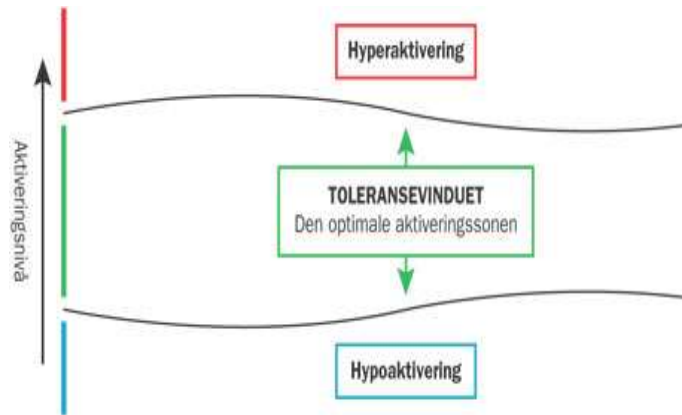 Hyperaktivering
Aktiveringsnivå
TOLERANSEVINDUET
Den optimale aktiveringssonen
Hypoaktivering